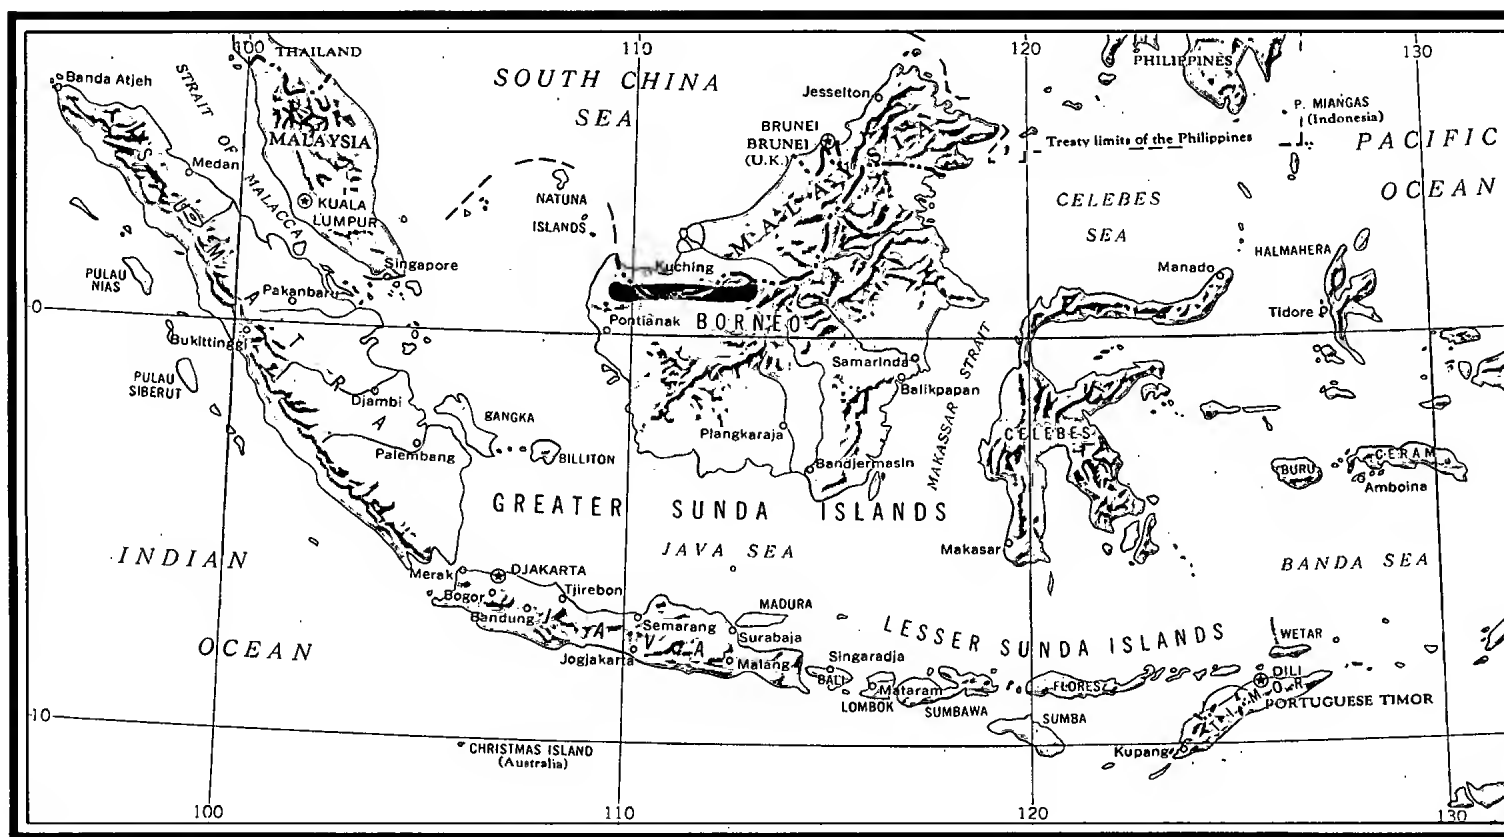 100
110
120
130
THAILAND
SOUTH CHINA
SEA
PHILIPPINES
Banda Atjeh
STRAIT OF MALACCA
Jesselton
P. MIANGAS
(Indonesia)
BRUNEI
BRUNEI
(U.K.)
Treaty limits of the Philippines
PACIFIC
OCEAN
MALAYSIA
Medan
KUALA
LUMPUR
NATUNA
ISLANDS
MALAYSIA
CELEBES
SEA
HALMAHERA
PULAU
NIAS
Singapore
Kuching
Manado
SUMATRA
Pakanbaru
0
Pontianak
BORNEO
Tidore
Bukittinggi
Samarinda
MAKASSAR STRAIT
PULAU
SIBERUT
Djambi
Balikpapan
GANGKA
Plangkaraja
CELEBES
Palembang
BILLITON
Bandjermasin
BURU
CERAM
Amboina
GREATER SUNDA ISLANDS
INDIAN
OCEAN
JAVA SEA
Makasar
BANDA SEA
Merak
DJAKARTA
Bogor
Tjirebon
MADURA
Bandung
JAVA
Semarang
Surabaja
LESSER SUNDA ISLANDS
WETAR
Jogjakarta
Malang
Singaradja
BALI
Mataram
LOMBOK
SUMBAWA
FLORES
DILI
TIMOR
PORTUGUESE TIMOR
SUMBA
10
Kupang
CHRISTMAS ISLAND
(Australia)
100
110
120
130